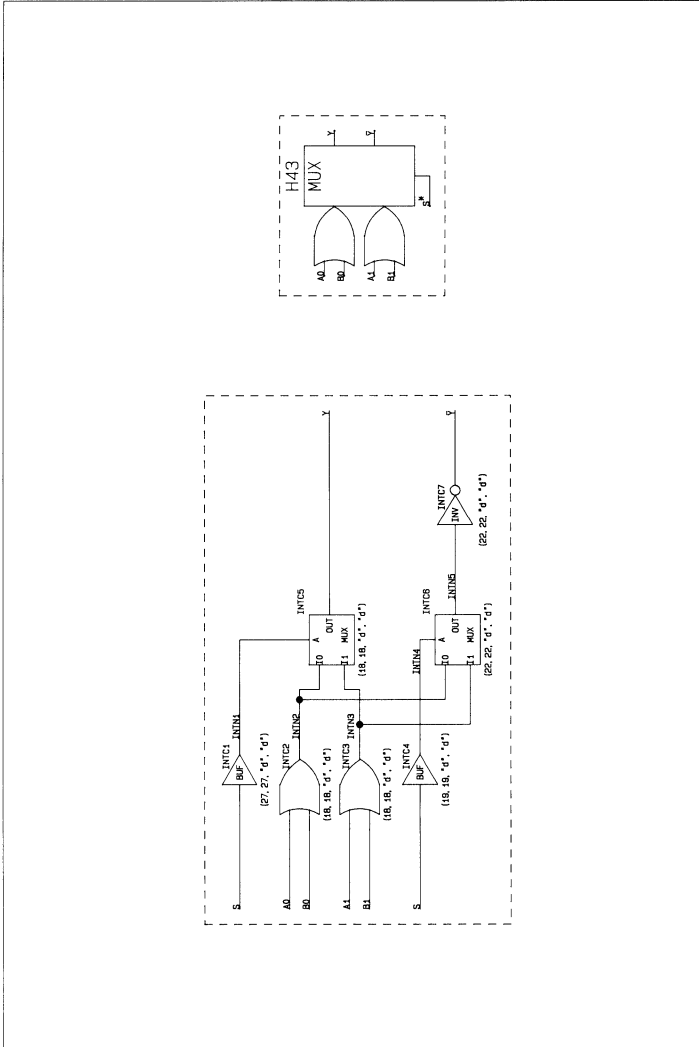 H43
MUX
A0
B0
A1
B1
S*
Y
Y̅
S
INTC1
BUF
INTN1
(27, 27, "d", "d")
A0
B0
INTC2
INTN2
(18, 18, "d", "d")
A1
B1
INTC3
INTN3
(18, 18, "d", "d")
S
INTC4
BUF
INTN4
(19, 19, "d", "d")
INTC5
A
I0
OUT
I1
MUX
(18, 18, "d", "d")
Y
INTC6
A
I0
OUT
I1
MUX
(22, 22, "d", "d")
INTN5
INTC7
INV
(22, 22, "d", "d")
Y̅